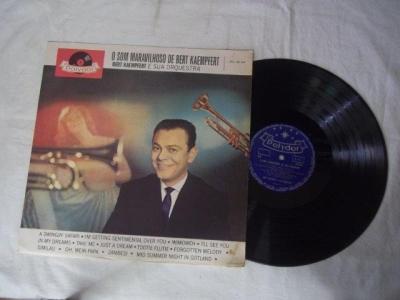 Polydor
O SOM MARAVILHOSO DE BERT KAEMPFERT
BERT KAEMPFERT E SUA ORQUESTRA
A SWINGIN' SAFARI • I'M GETTING SENTIMENTAL OVER YOU • WIMOWEH • I'LL SEE YOU
IN MY DREAMS • TAKE ME • JUST A DREAM • TOOTIE FLUTIE • FORGOTTEN MELODY
SIMILAU • OH, MEIN PAPA • ZAMBESI • MID SUMMER NIGHT IN GOTLAND
Polydor